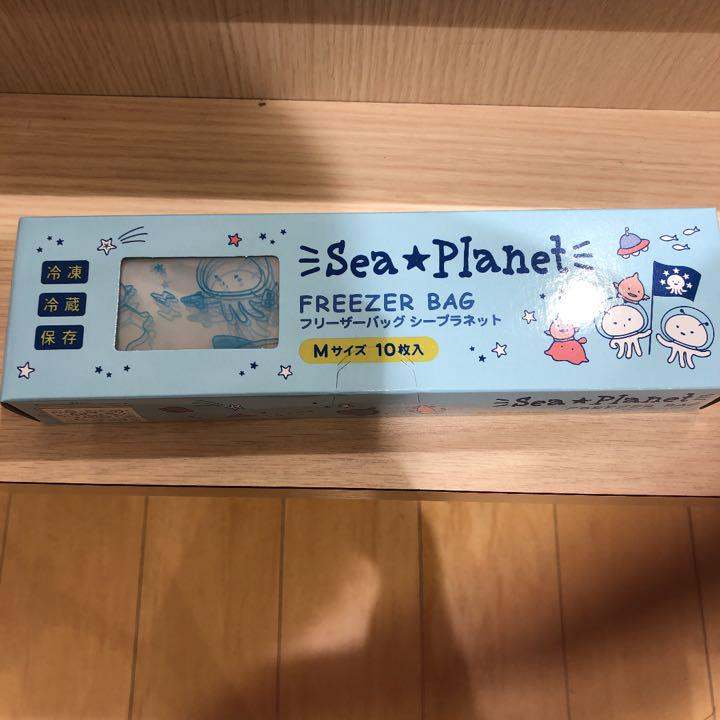 冷凍
冷蔵
保存
Sea★Planet
FREEZER BAG
フリーザーバッグ シープラネット
Mサイズ 10枚入
Sea★Planet
FREEZER BAG